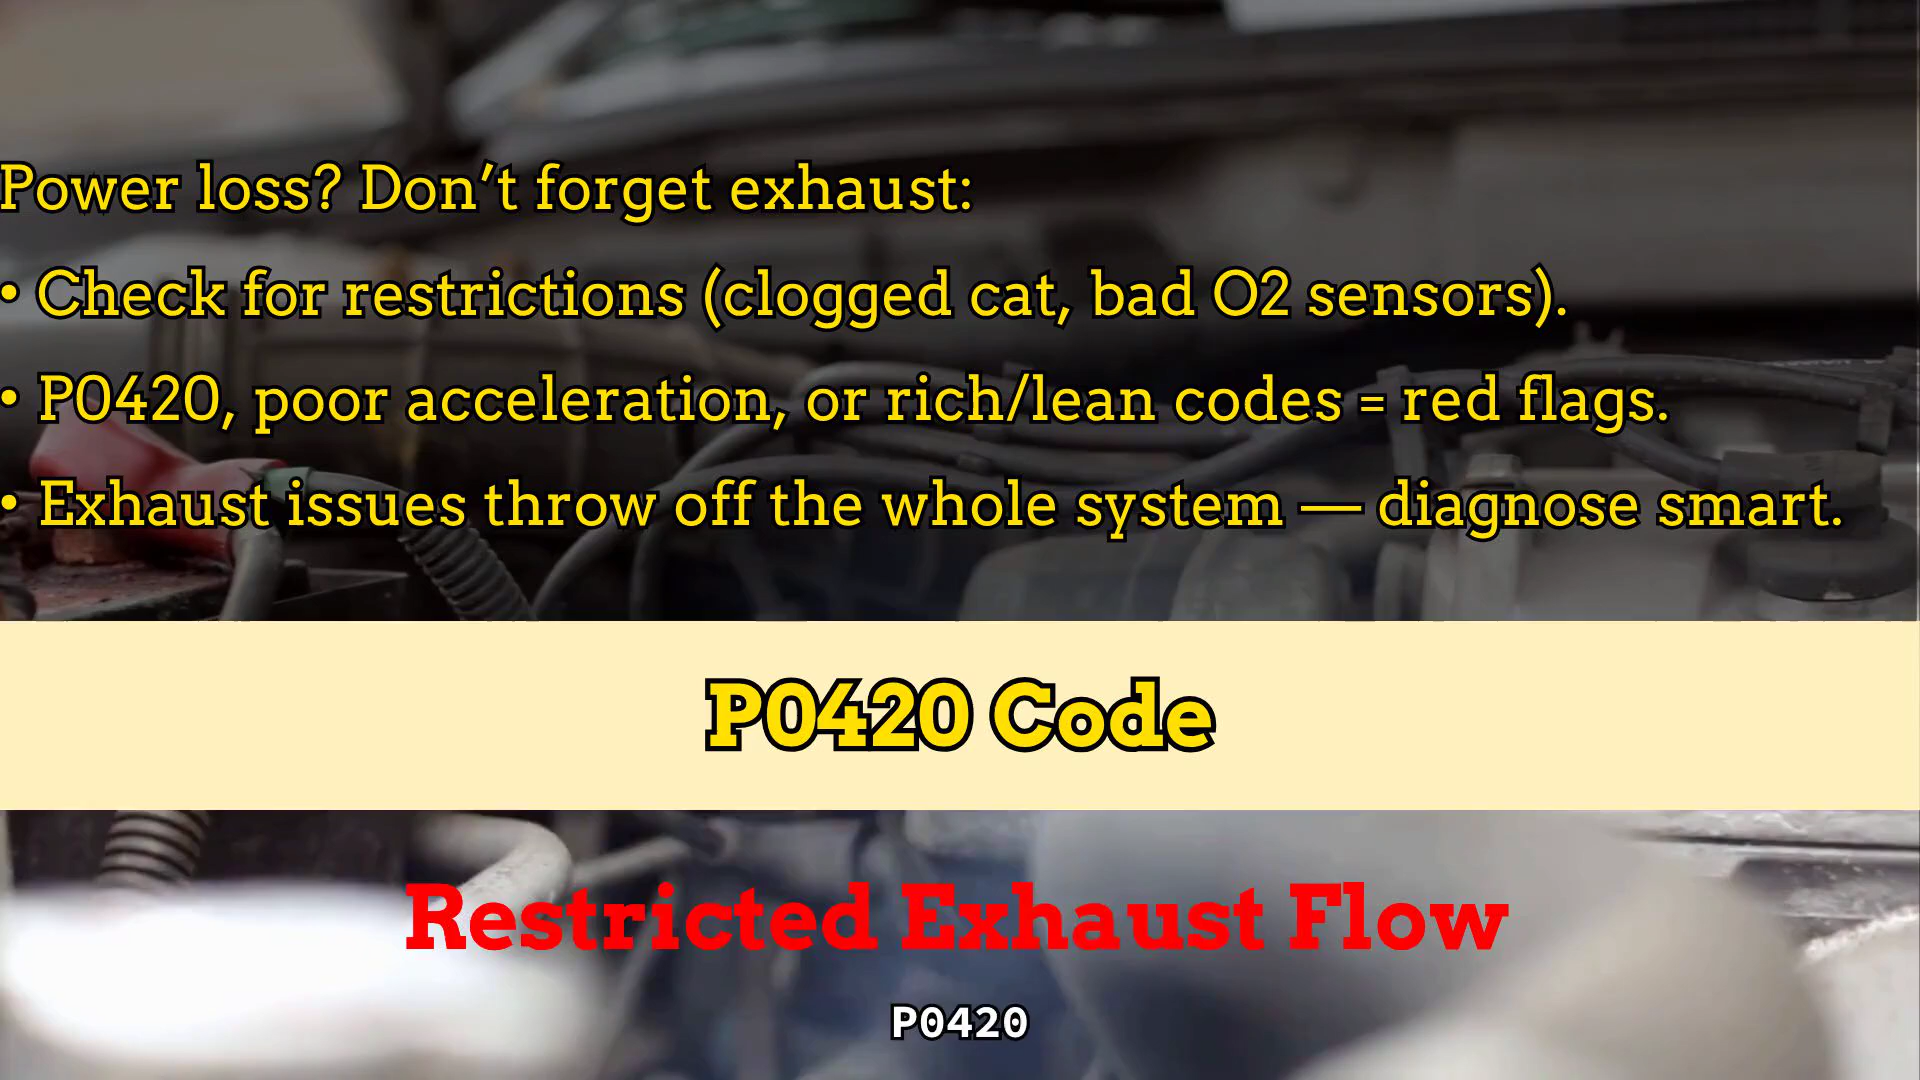 Power loss? Don’t forget exhaust:
• Check for restrictions (clogged cat, bad O2 sensors).
• P0420, poor acceleration, or rich/lean codes = red flags.
• Exhaust issues throw off the whole system — diagnose smart.
P0420 Code
Restricted Exhaust Flow
P0420